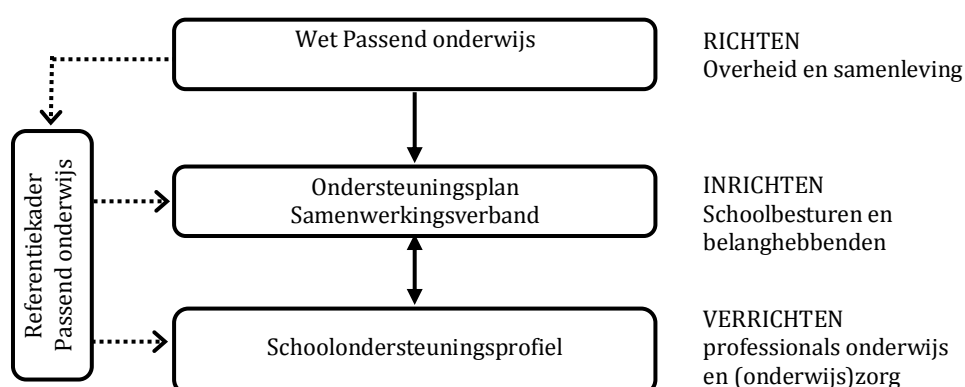 Wet Passend onderwijs
RICHTEN
Overheid en samenleving
Referentiekader
Passend onderwijs
Ondersteuningsplan
Samenwerkingsverband
INRICHTEN
Schoolbesturen en
belanghebbenden
Schoolondersteuningsprofiel
VERRICHTEN
professionals onderwijs
en (onderwijs)zorg